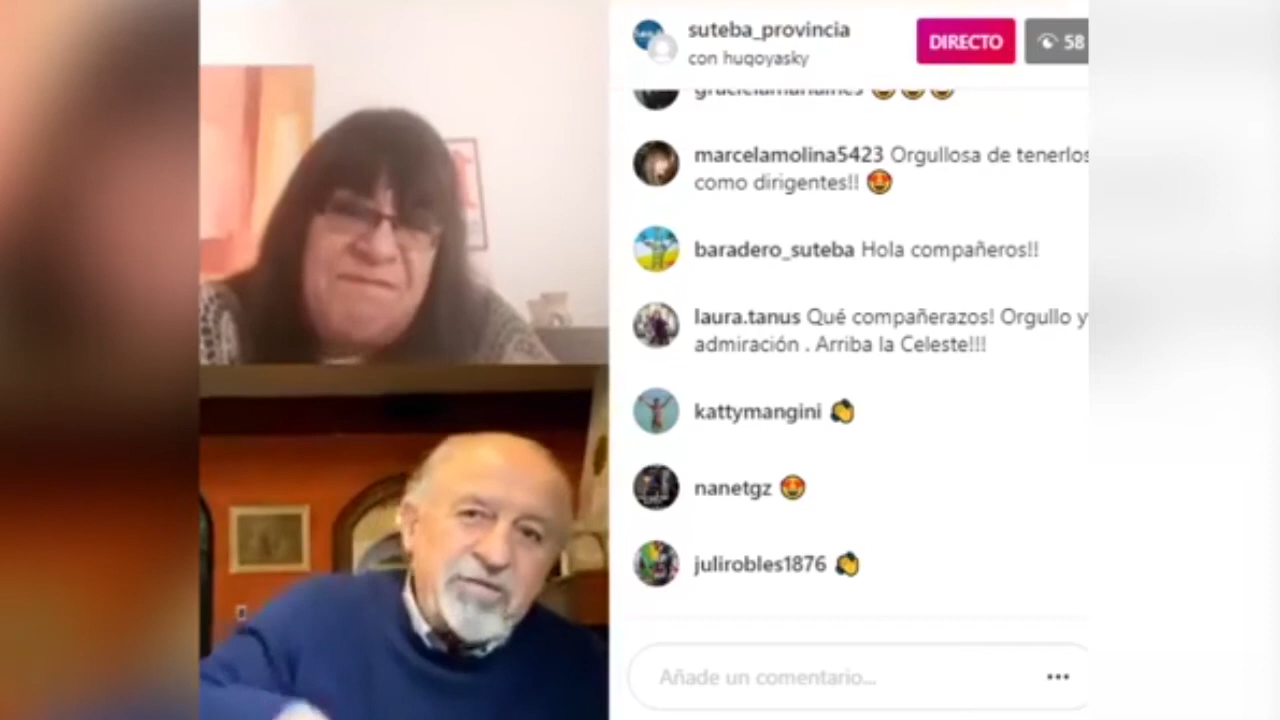 suteba_provincia
con hugoyasky
DIRECTO
58
gracielamariaines
marcelamolina5423 Orgullosa de tenerlos
como dirigentes!! 🤩
baradero_suteba Hola compañeros!!
laura.tanus Qué compañerazos! Orgullo y
admiración . Arriba la Celeste!!!
kattymangini 👏
nanetgz 🤩
julirobles1876 👏
Añade un comentario...